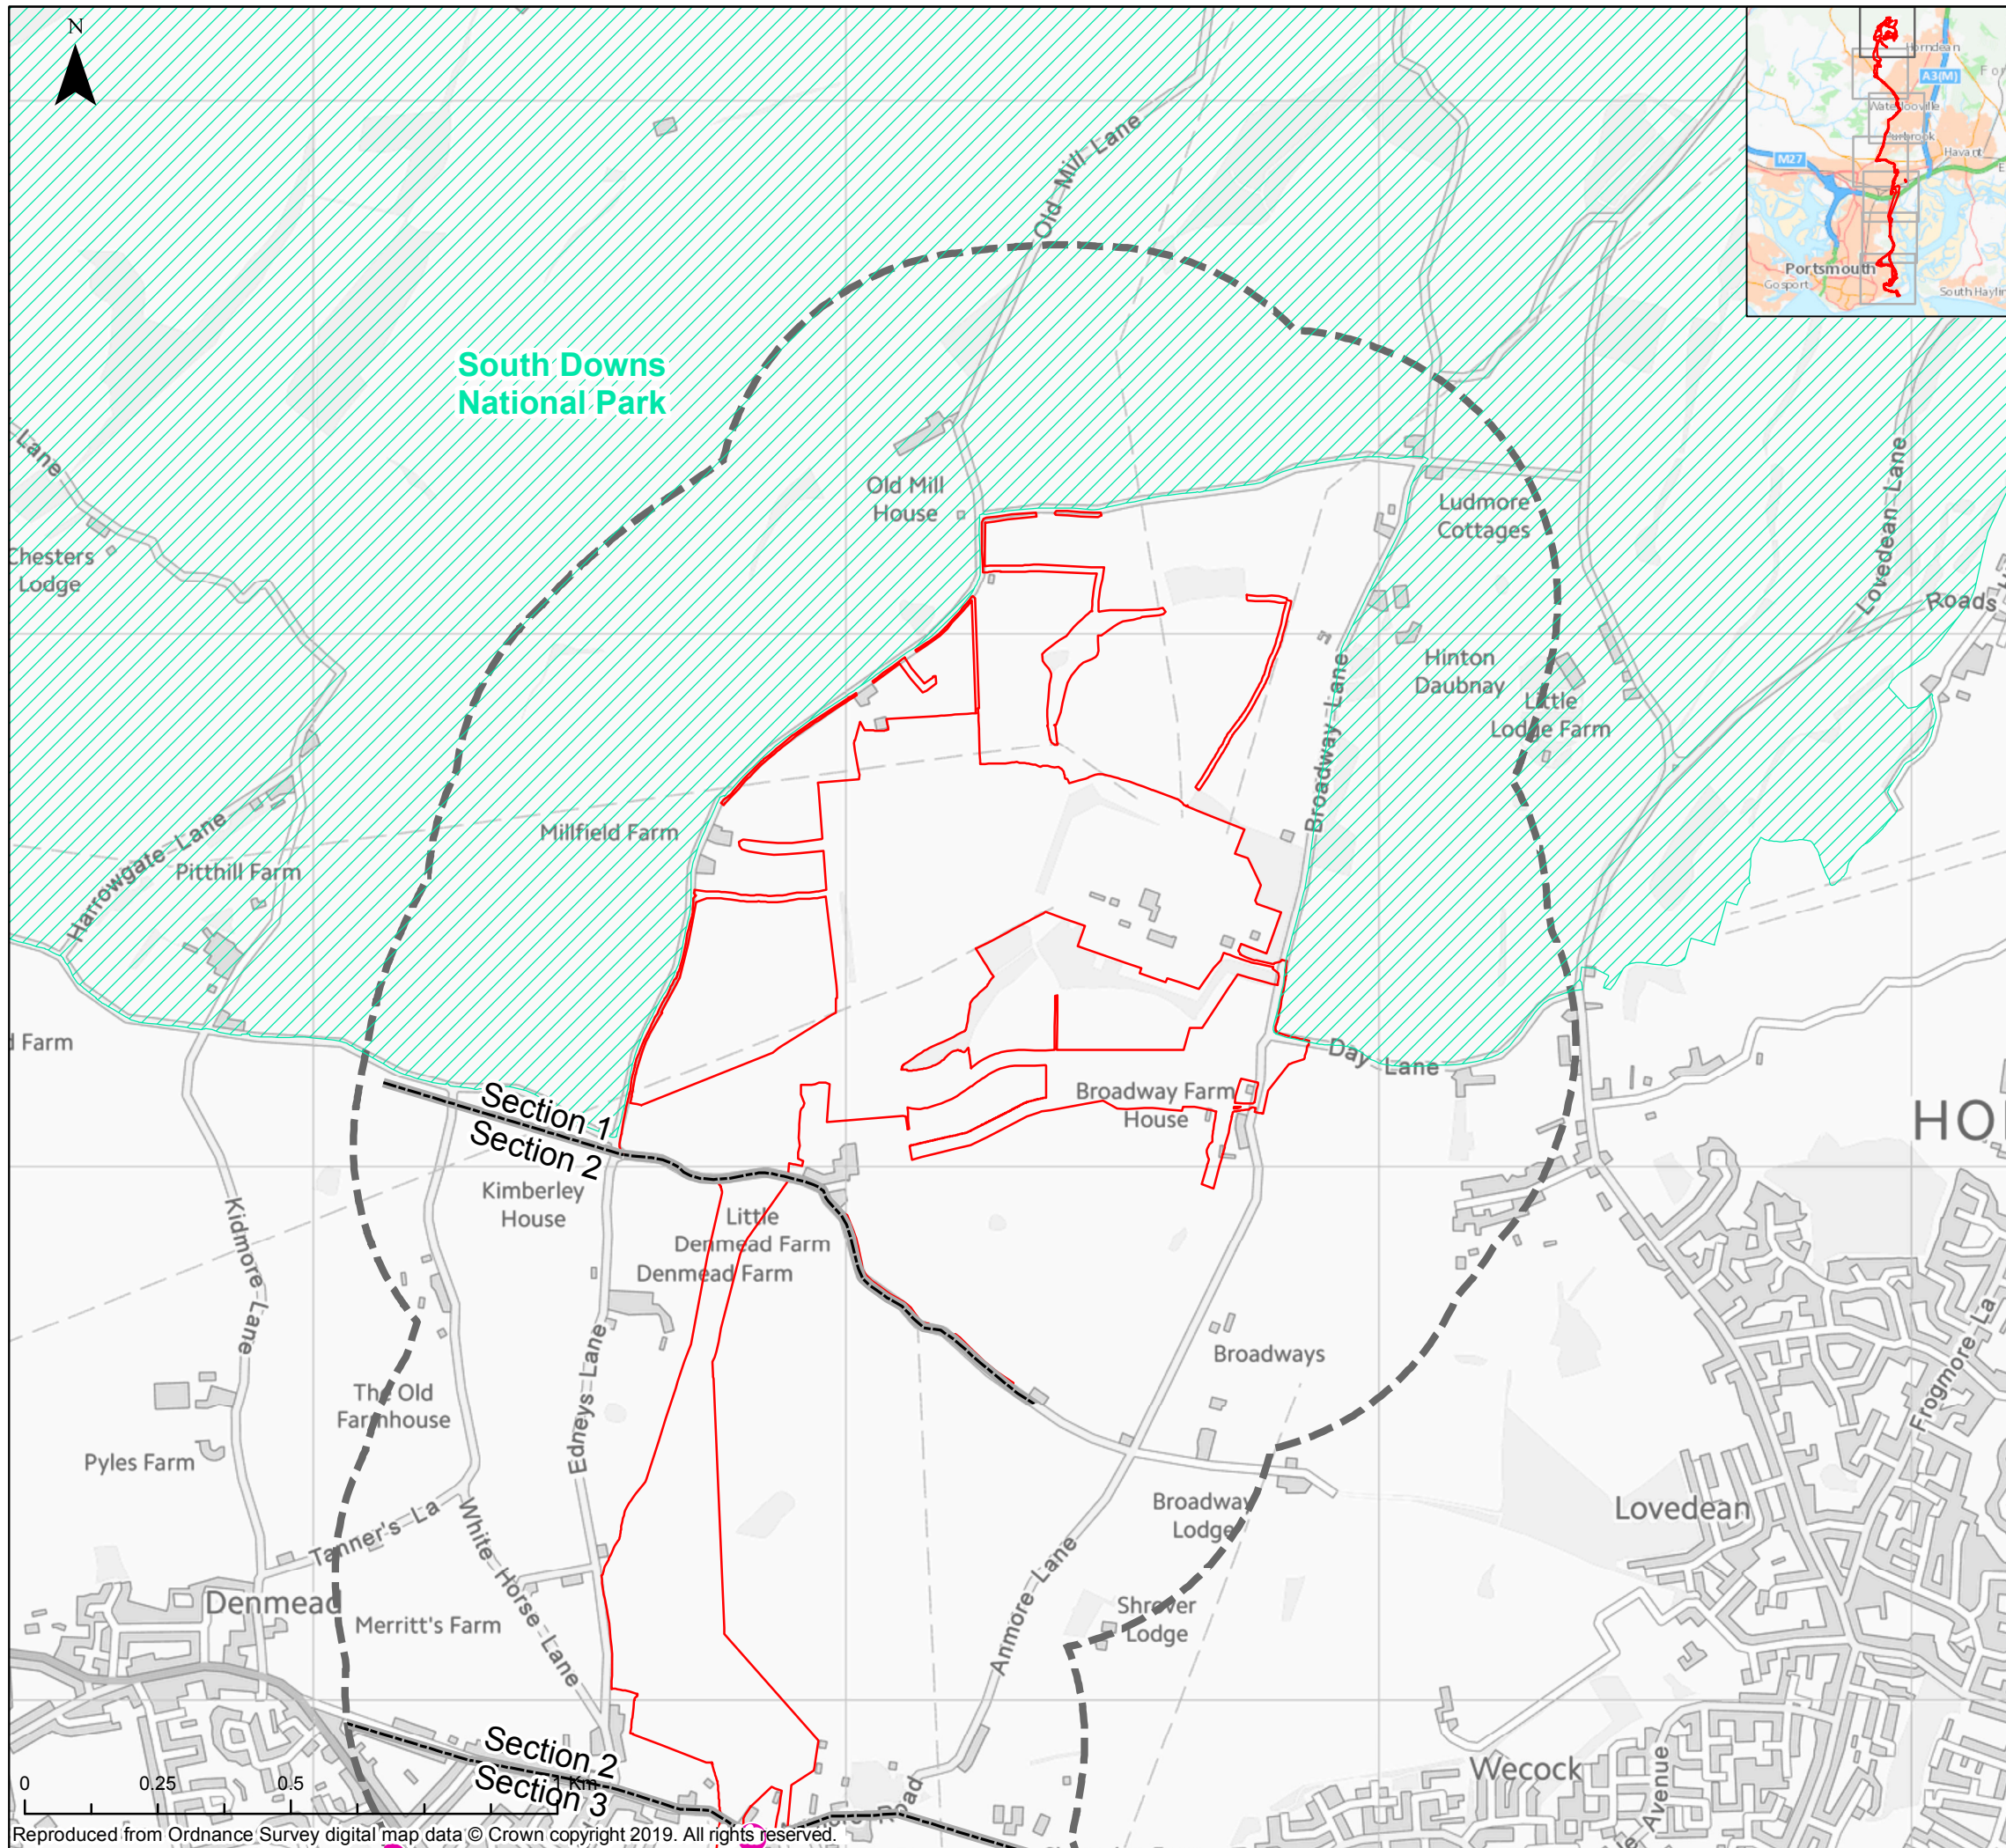 N
Horndean
A3(M)
Waterlooville
Purbrook
Havant
M27
Portsmouth
Gosport
Old Mill Lane
South Downs
National Park
Lane
Old Mill
House
Ludmore
Cottages
Lovedean Lane
Chesters
Lodge
Roads
Hinton
Daubnay
Little
Lodge Farm
Broadway Lane
Millfield Farm
Harrowgate Lane
Pitthill Farm
d Farm
Day Lane
Section 1
Section 2
Broadway Farm
House
HO
Kimberley
House
Little
Denmead Farm
Denmead Farm
Kidmore Lane
Edneys Lane
Broadways
The Old
Farmhouse
Frogmore La
Pyles Farm
Tanner's La
White Horse Lane
Broadway
Lodge
Lovedean
Anmore Lane
Denmead
Merritt's Farm
Shrover
Lodge
Section 2
Section 3
Wecock
Avenue
Road
0 0.25 0.5 1 Km
Reproduced from Ordnance Survey digital map data © Crown copyright 2019. All rights reserved.